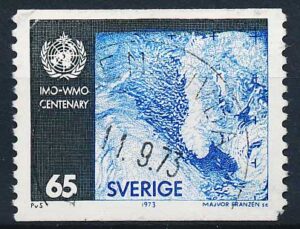 IMO-WMO
CENTENARY
11.9.73
65 SVERIGE
PvS 1973 MAJVOR FRANZÉN SC